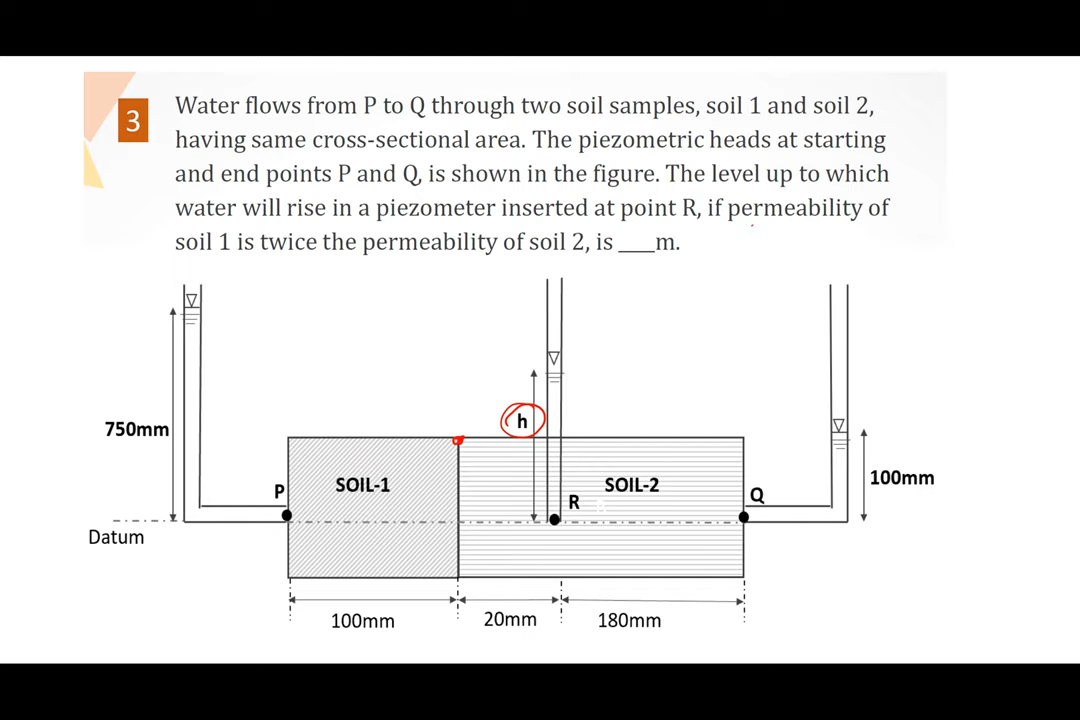 3
Water flows from P to Q through two soil samples, soil 1 and soil 2,
having same cross-sectional area. The piezometric heads at starting
and end points P and Q, is shown in the figure. The level up to which
water will rise in a piezometer inserted at point R, if permeability of
soil 1 is twice the permeability of soil 2, is ____m.
750mm
h
P
SOIL-1
R
SOIL-2
Q
100mm
Datum
100mm
20mm
180mm